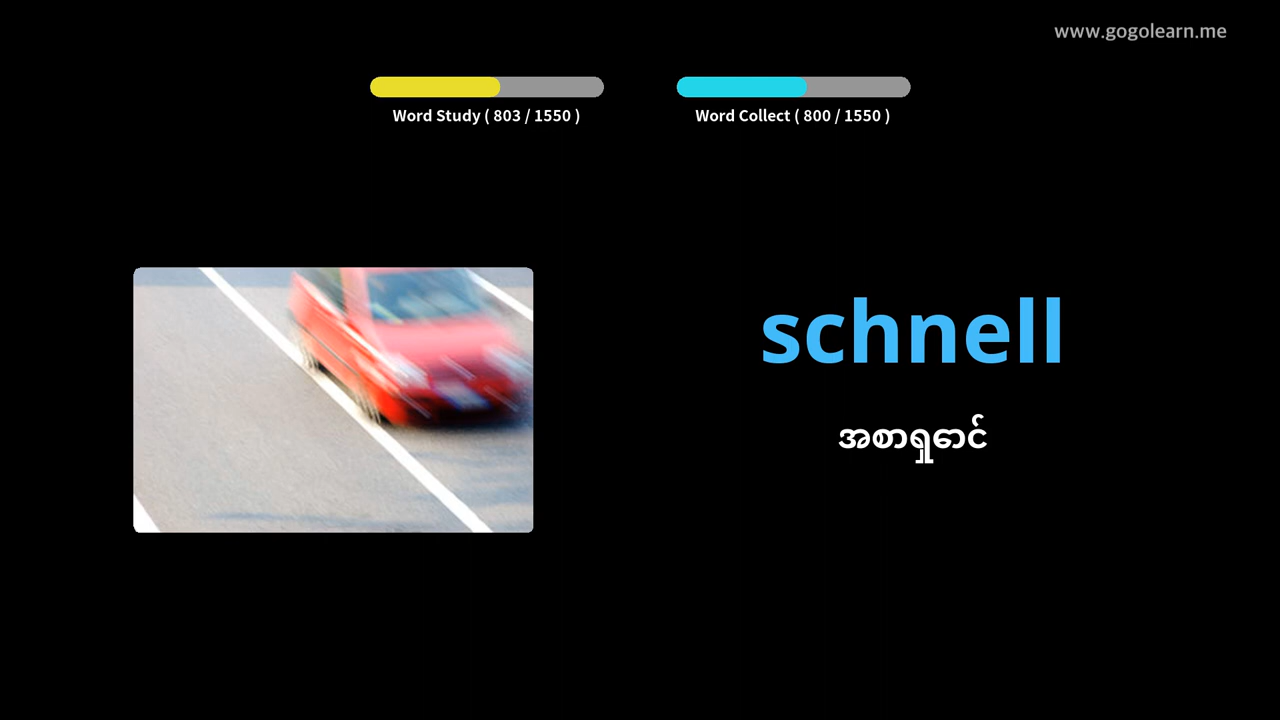 www.gogolearn.me
Word Study ( 803 / 1550 )
Word Collect ( 800 / 1550 )
schnell
အစာရှောင်